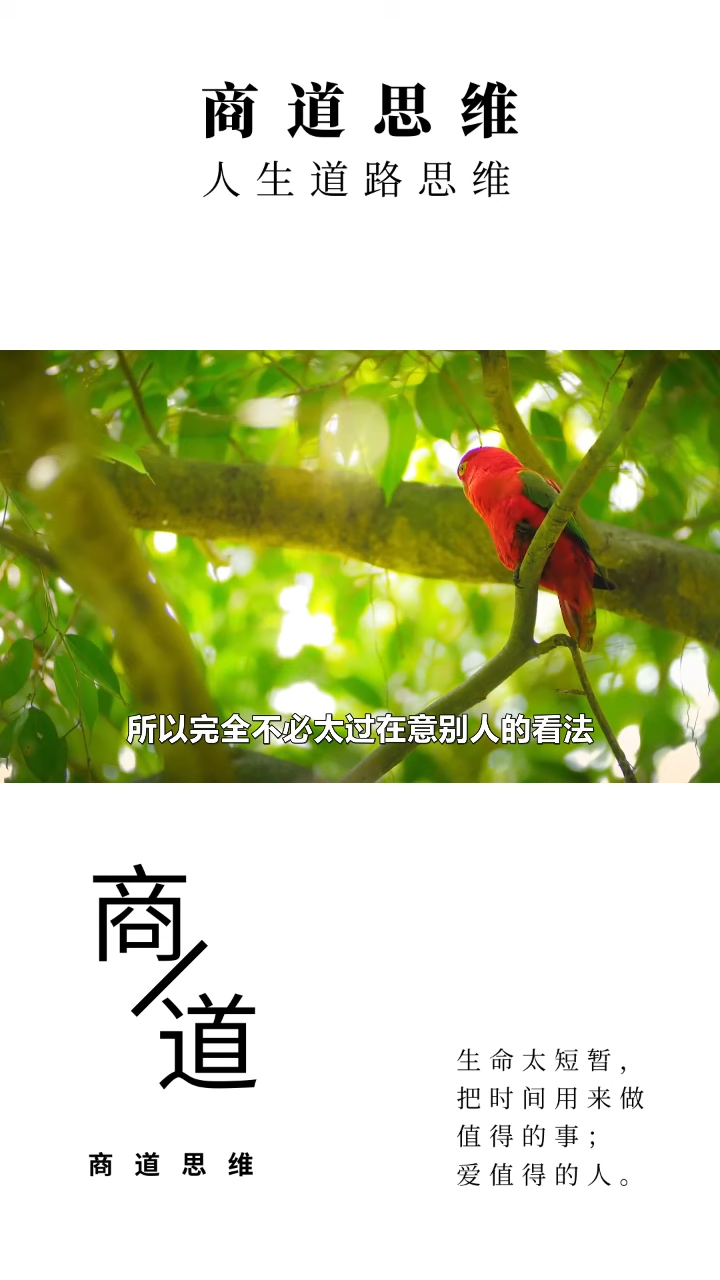 商道思维
人生道路思维
所以完全不必太过在意别人的看法
商/道
商道思维
生命太短暂，
把时间用来做
值得的事；
爱值得的人。